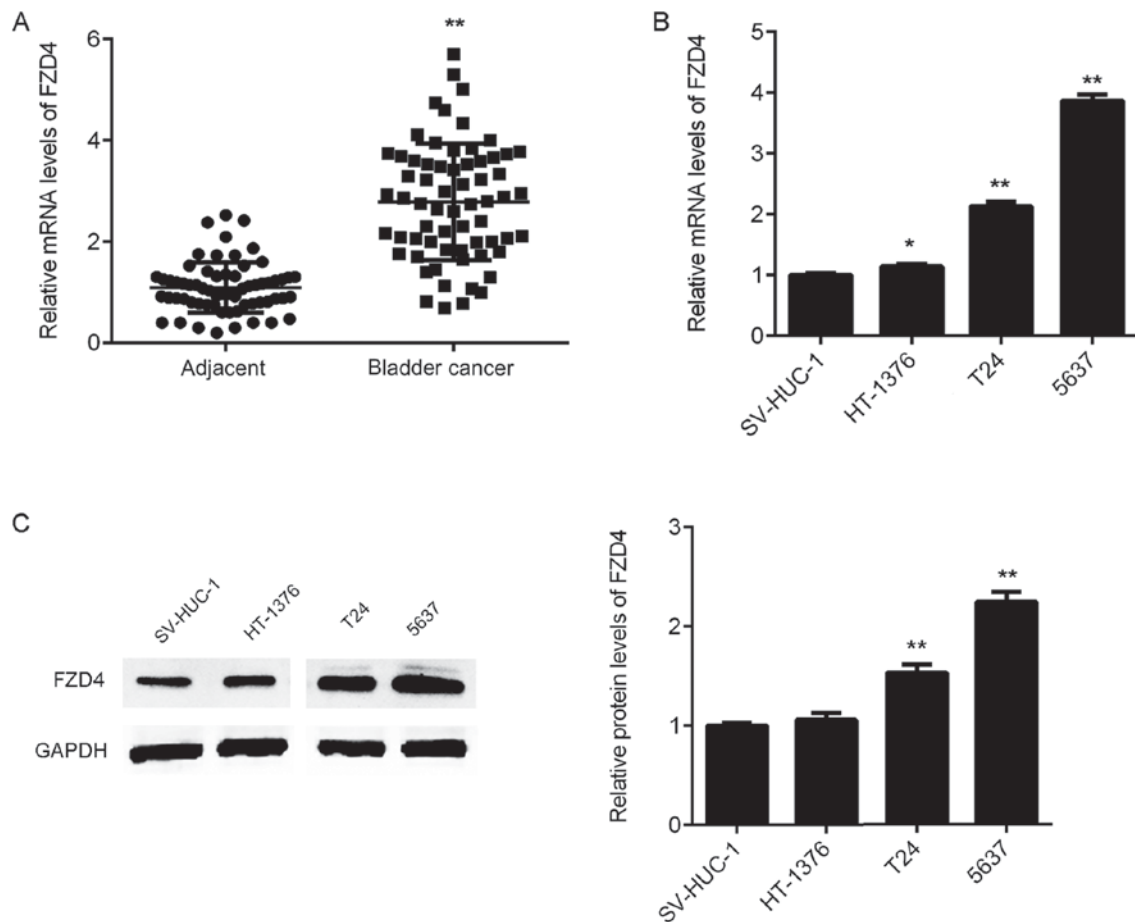 A
Relative mRNA levels of FZD4
6
4
2
0
**
Adjacent
Bladder cancer
B
Relative mRNA levels of FZD4
5
4
3
2
1
0
*
**
**
SV-HUC-1
HT-1376
T24
5637
C
SV-HUC-1
HT-1376
T24
5637
FZD4
GAPDH
Relative protein levels of FZD4
3
2
1
0
**
**
SV-HUC-1
HT-1376
T24
5637